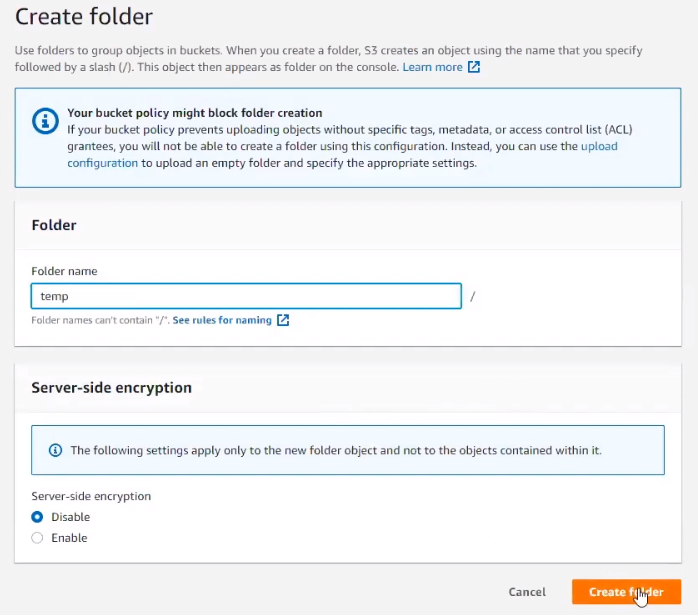 Create folder
Use folders to group objects in buckets. When you create a folder, S3 creates an object using the name that you specify
followed by a slash (/). This object then appears as folder on the console. Learn more
Your bucket policy might block folder creation
If your bucket policy prevents uploading objects without specific tags, metadata, or access control list (ACL)
grantees, you will not be able to create a folder using this configuration. Instead, you can use the upload
configuration to upload an empty folder and specify the appropriate settings.
Folder
Folder name
temp /
Folder names can't contain "/". See rules for naming
Server-side encryption
The following settings apply only to the new folder object and not to the objects contained within it.
Server-side encryption
Disable
Enable
Cancel Create folder